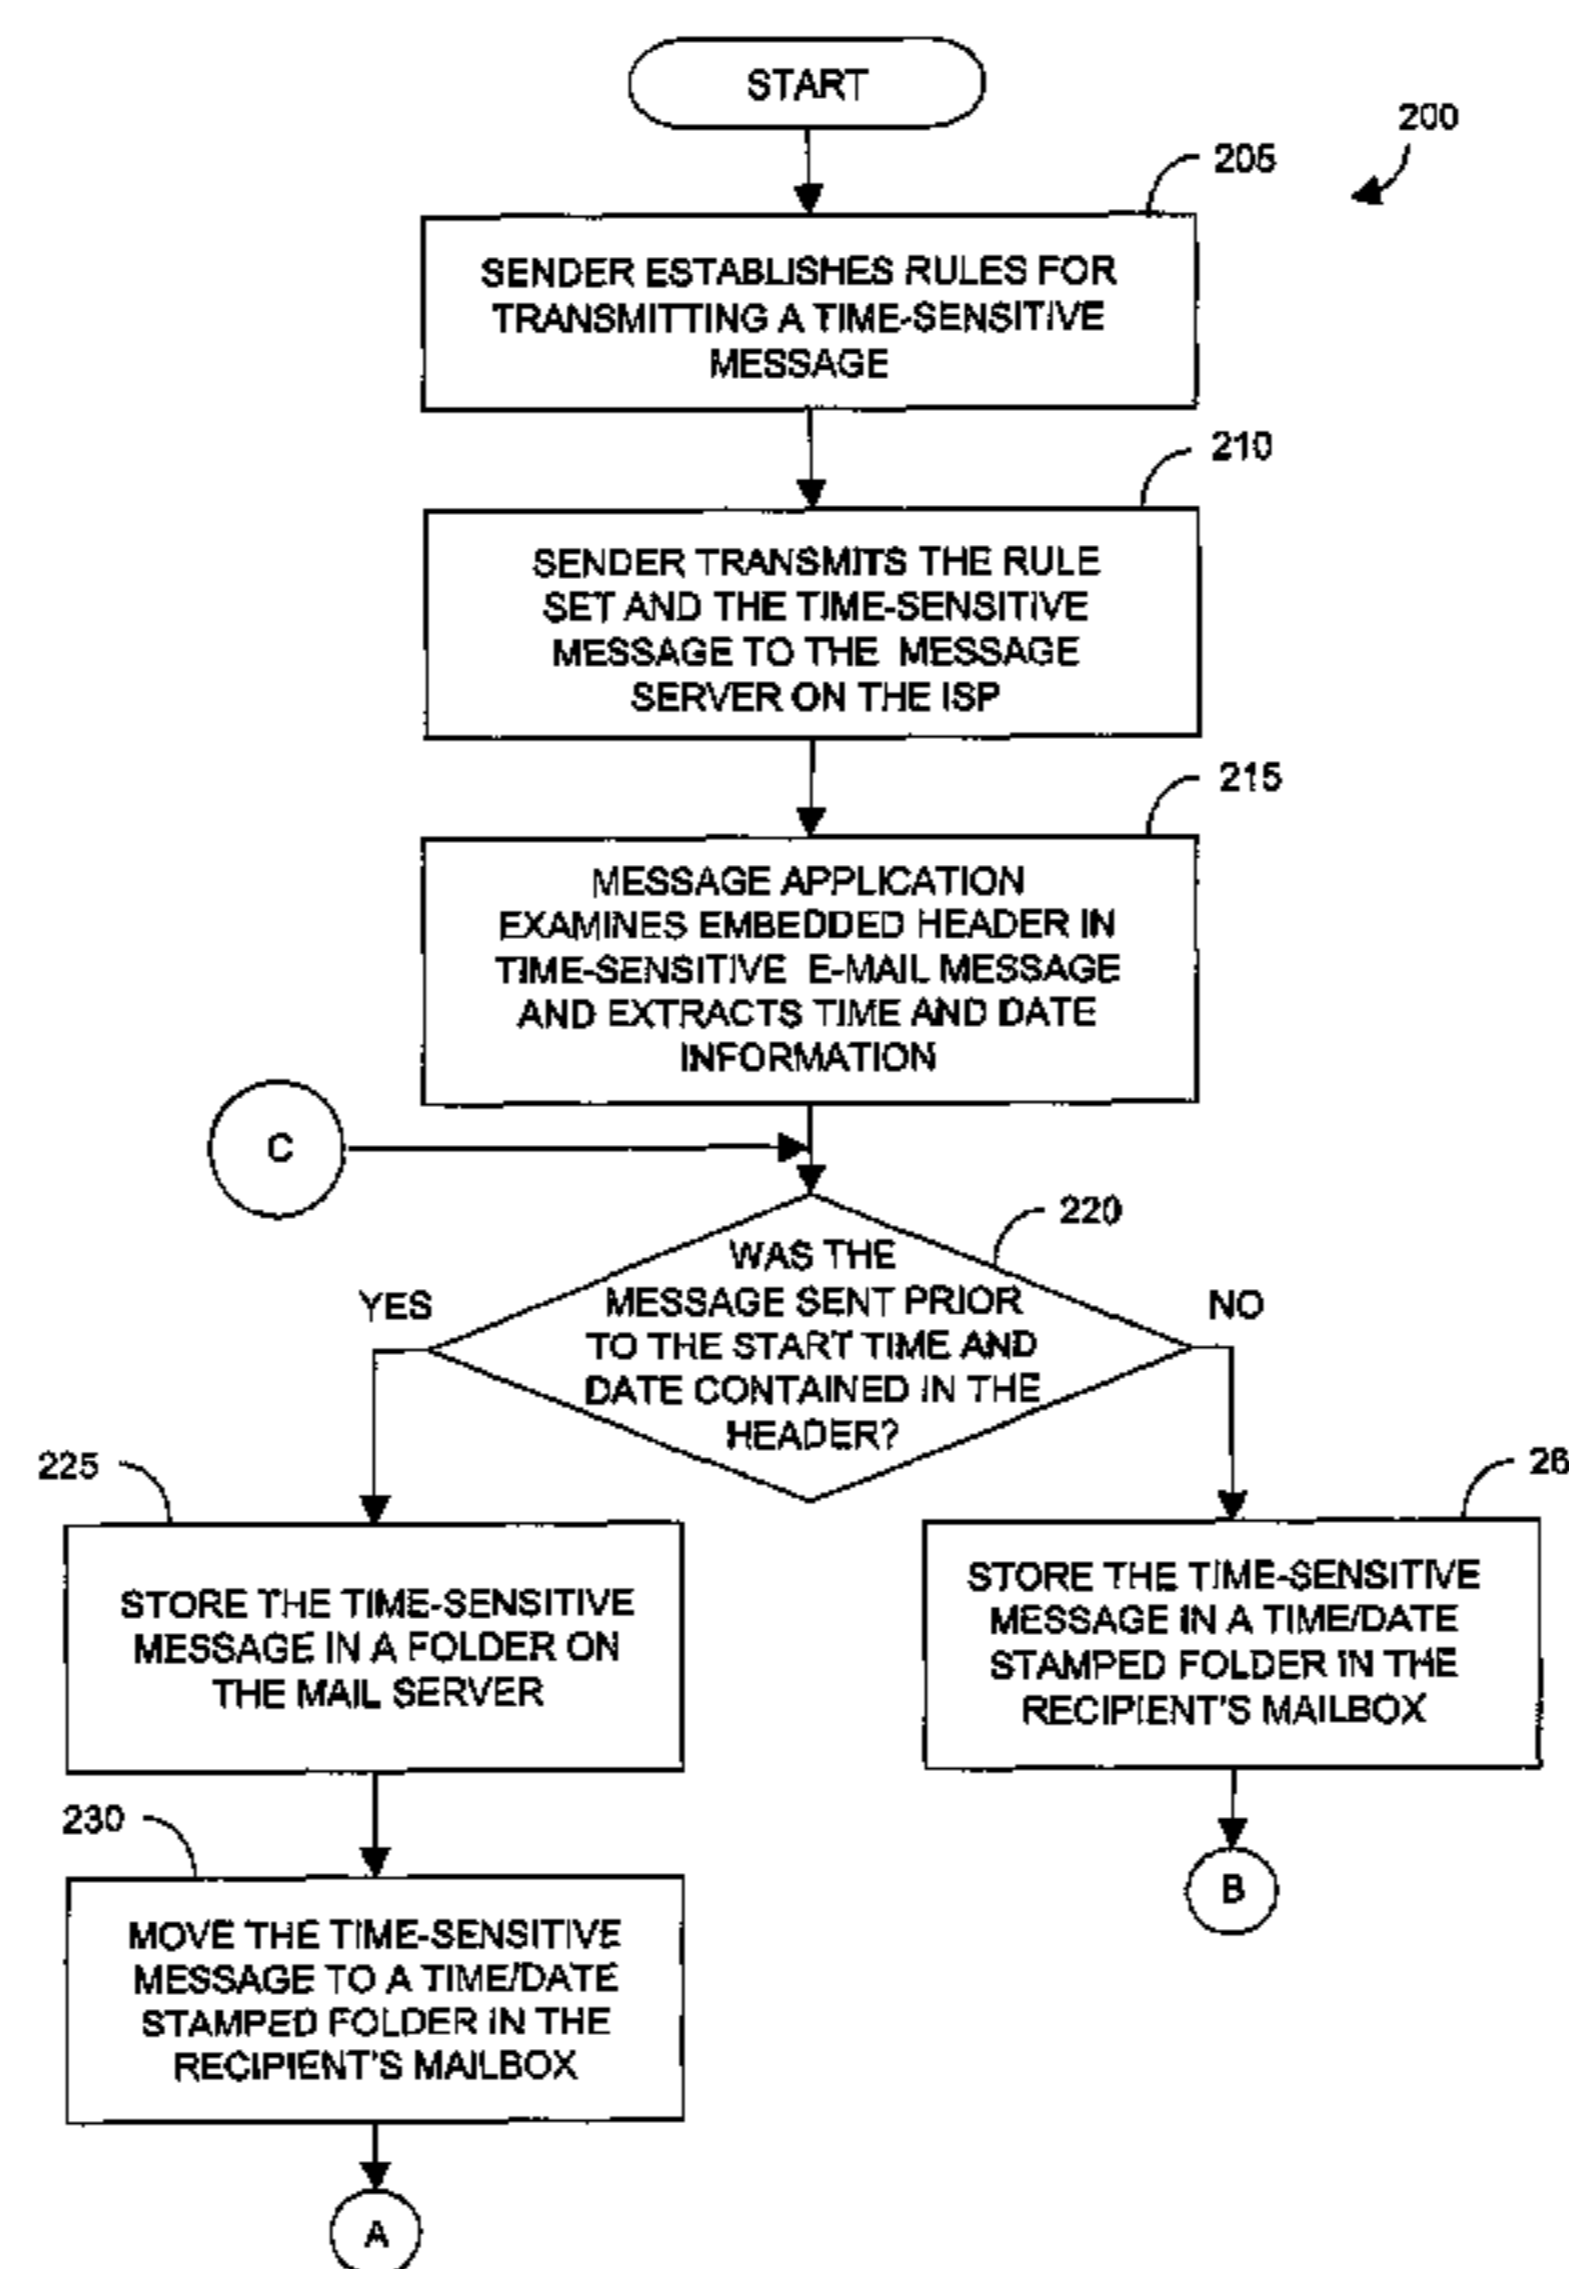 START
200
205
SENDER ESTABLISHES RULES FOR
TRANSMITTING A TIME-SENSITIVE
MESSAGE
210
SENDER TRANSMITS THE RULE
SET AND THE TIME-SENSITIVE
MESSAGE TO THE MESSAGE
SERVER ON THE ISP
215
MESSAGE APPLICATION
EXAMINES EMBEDDED HEADER IN
TIME-SENSITIVE E-MAIL MESSAGE
AND EXTRACTS TIME AND DATE
INFORMATION
C
220
WAS THE
MESSAGE SENT PRIOR
TO THE START TIME AND
DATE CONTAINED IN THE
HEADER?
YES
NO
225
STORE THE TIME-SENSITIVE
MESSAGE IN A FOLDER ON
THE MAIL SERVER
26
STORE THE TIME-SENSITIVE
MESSAGE IN A TIME/DATE
STAMPED FOLDER IN THE
RECIPIENT'S MAILBOX
230
MOVE THE TIME-SENSITIVE
MESSAGE TO A TIME/DATE
STAMPED FOLDER IN THE
RECIPIENT'S MAILBOX
B
A